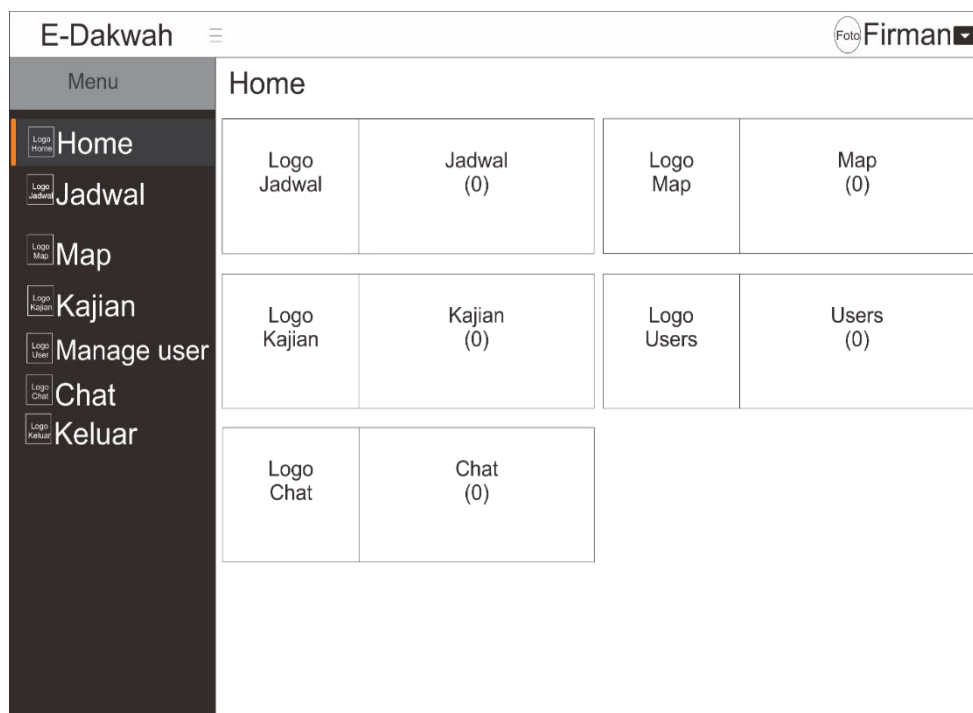 E-Dakwah
Foto Firman
Menu
Home
Logo
Home
Home
Logo
Jadwal
Jadwal
Logo
Map
Map
Logo
Kajian
Kajian
Logo
User
Manage user
Logo
Chat
Chat
Logo
Keluar
Keluar
Logo
Jadwal
Jadwal
(0)
Logo
Map
Map
(0)
Logo
Kajian
Kajian
(0)
Logo
Users
Users
(0)
Logo
Chat
Chat
(0)